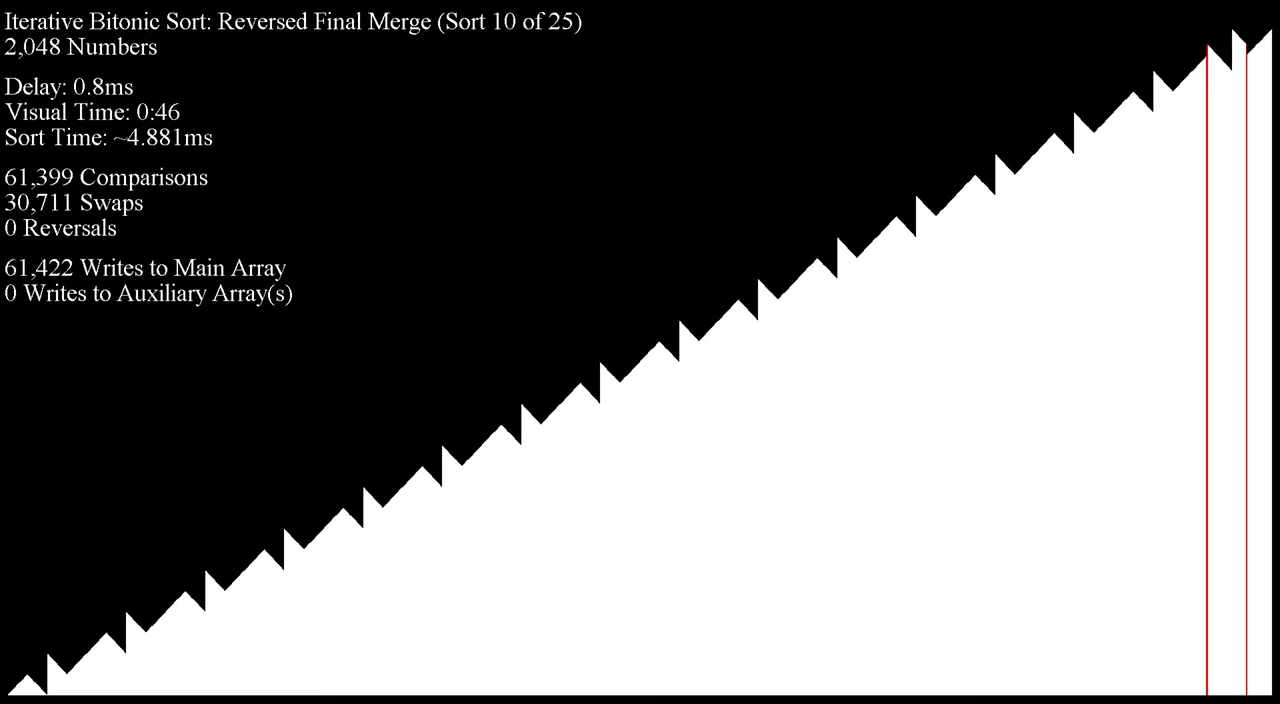 Iterative Bitonic Sort: Reversed Final Merge (Sort 10 of 25)
2,048 Numbers
Delay: 0.8ms
Visual Time: 0:46
Sort Time: ~4.881ms
61,399 Comparisons
30,711 Swaps
0 Reversals
61,422 Writes to Main Array
0 Writes to Auxiliary Array(s)